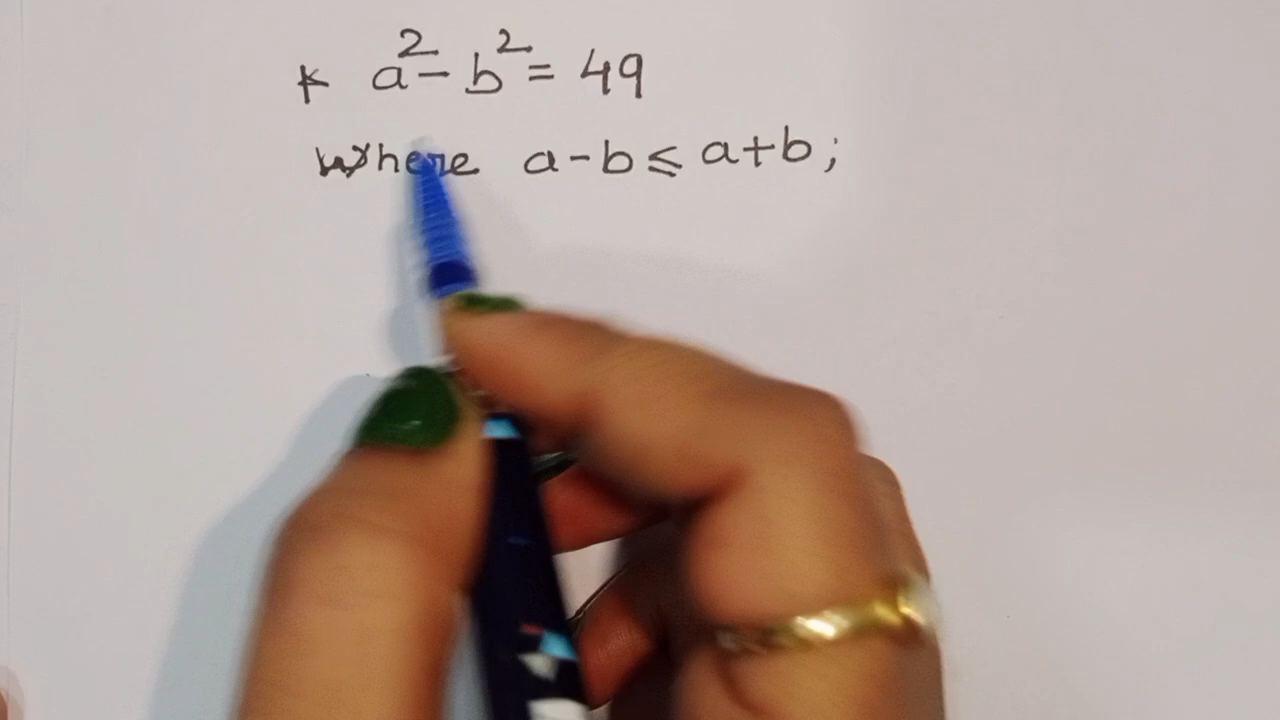 * a² - b² = 49
Where a - b ≤ a + b ;